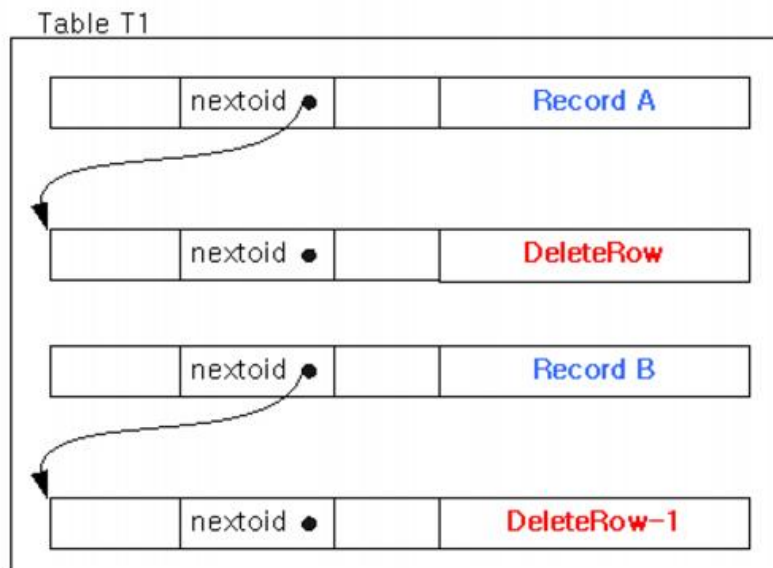 Table T1
nextoid Record A
nextoid DeleteRow
nextoid Record B
nextoid DeleteRow-1